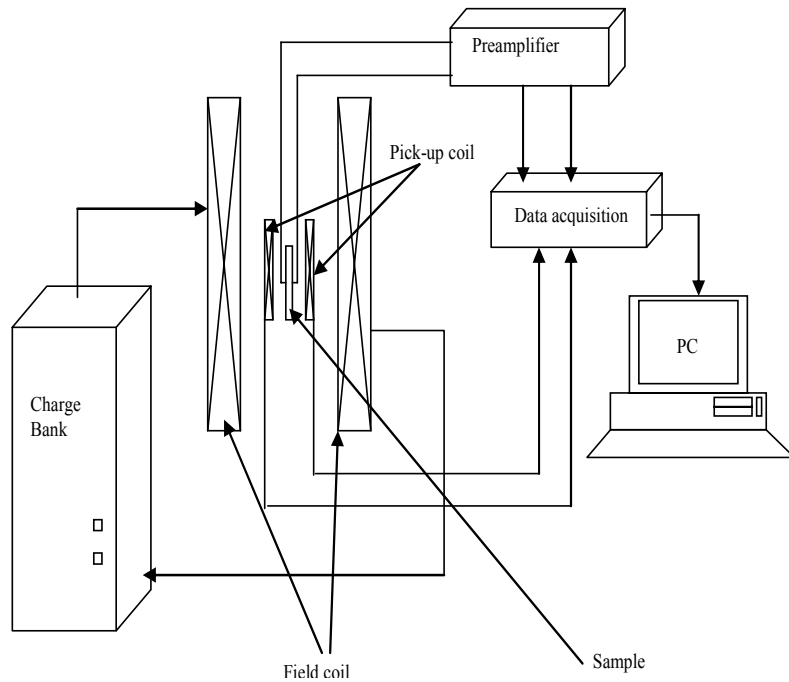 Preamplifier
Pick-up coil
Data acquisition
PC
Charge
Bank
Field coil
Sample